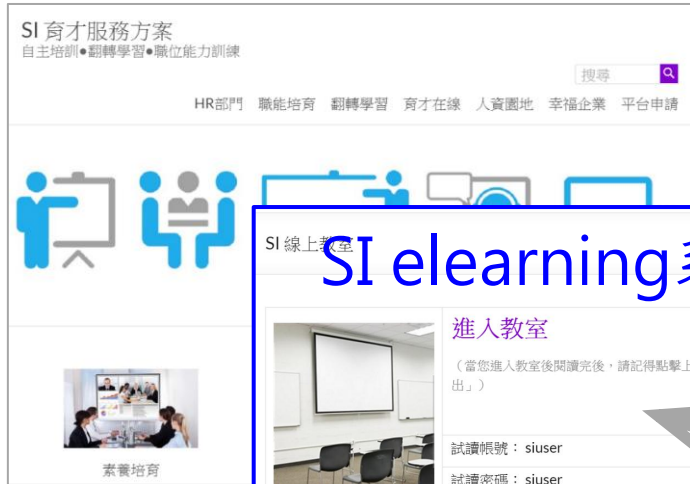 SI 育才服務方案
自主培訓●翻轉學習●職位能力訓練
搜尋
HR部門 職能培育 翻轉學習 育才在線 人資園地 幸福企業 平台申請
SI 線上教室
SI elearning
進入教室
（當您進入教室後閱讀完後，請記得點擊上
出」）
試讀帳號： siuser
試讀密碼： siuser
素養培育